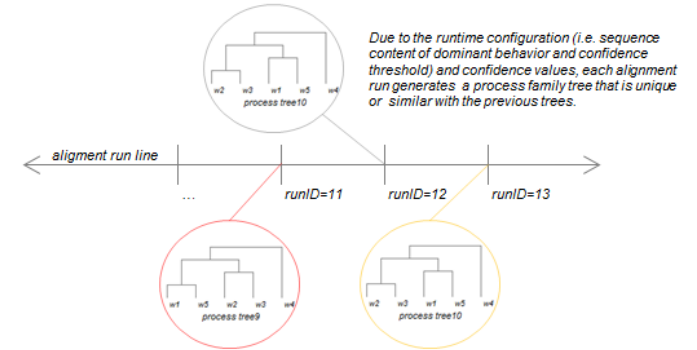 Due to the runtime configuration (i.e. sequence
content of dominant behavior and confidence
threshold) and confidence values, each alignment
run generates a process family tree that is unique
or similar with the previous trees.
w2 w3 w1 w5 w4
process tree10
aligment run line
... runID=11 runID=12 runID=13
w1 w5 w2 w3 w4
process tree9
w2 w3 w1 w5 w4
process tree10